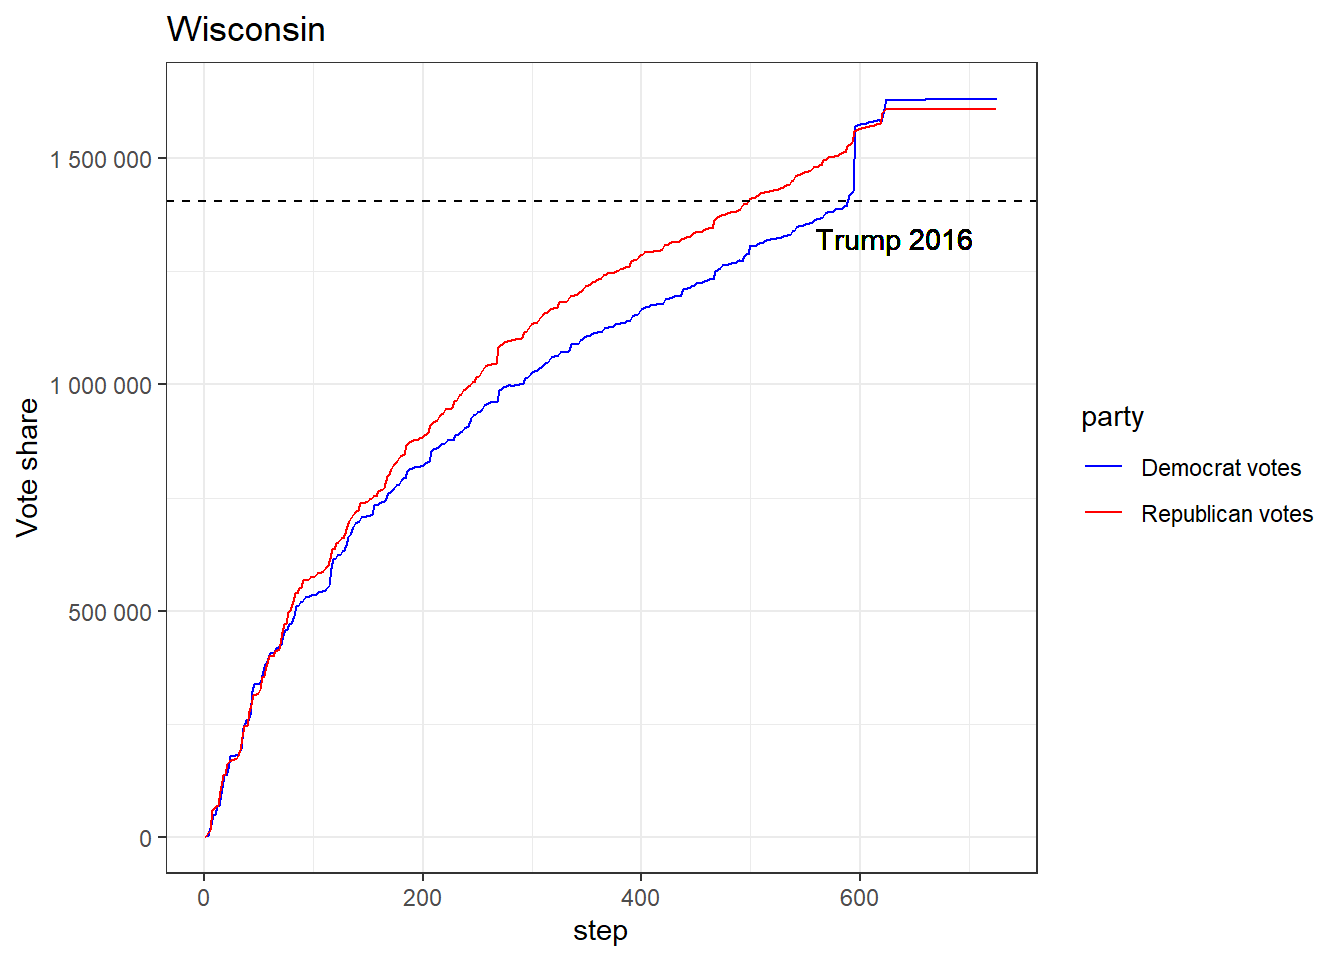 Wisconsin
Vote share
1 500 000
1 000 000
500 000
0
Trump 2016
0
200
400
600
step
party
Democrat votes
Republican votes